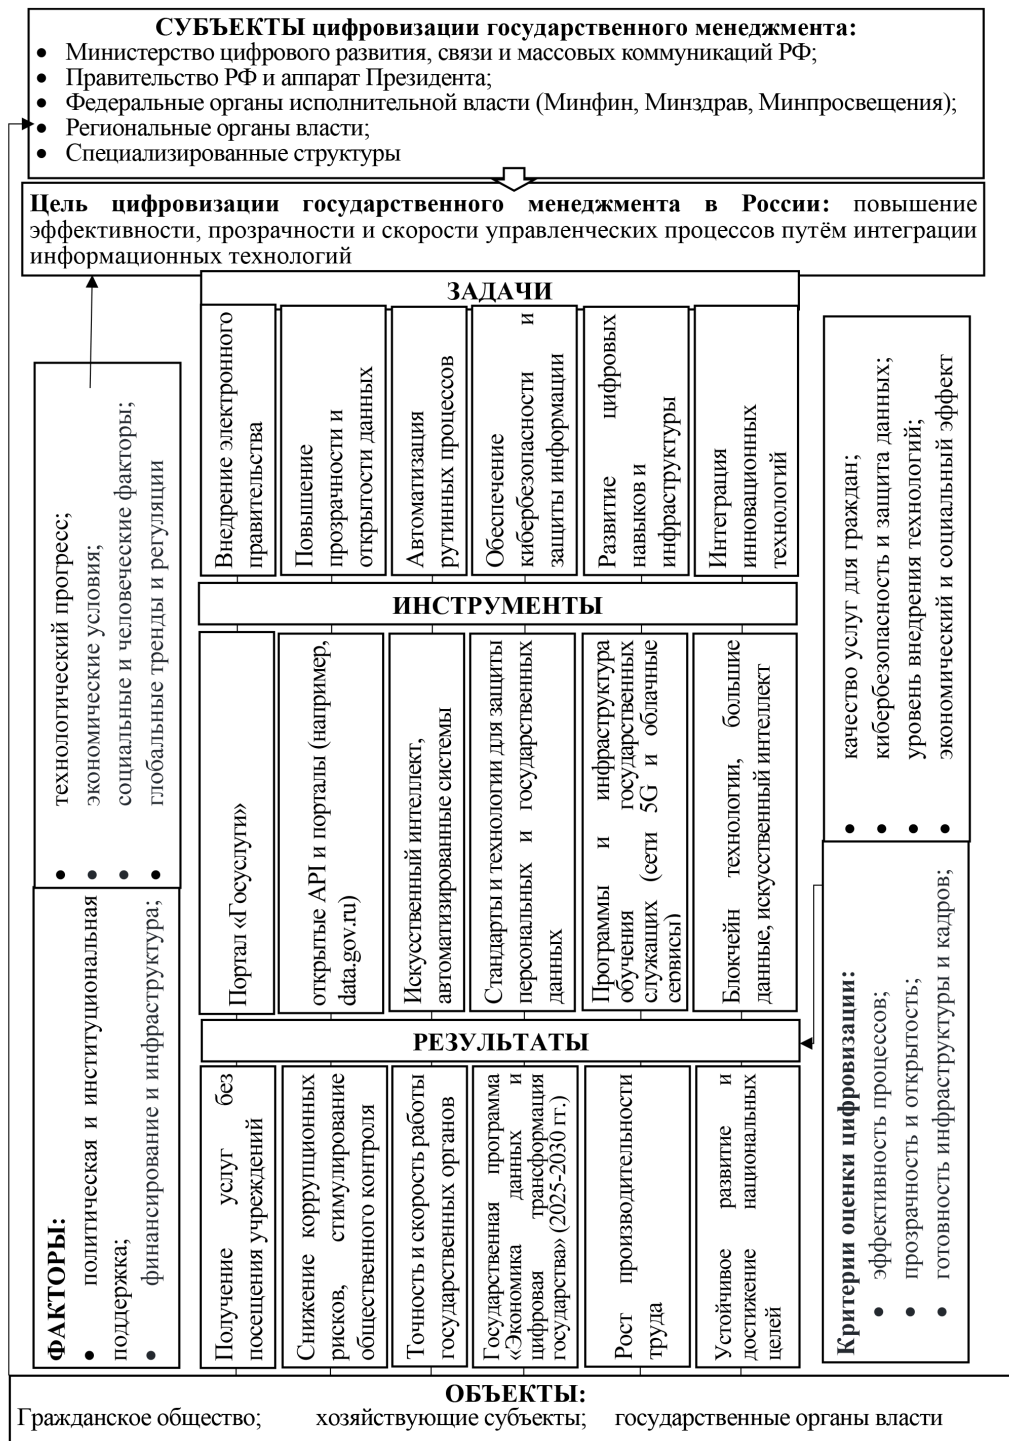 СУБЪЕКТЫ цифровизации государственного менеджмента:
● Министерство цифрового развития, связи и массовых коммуникаций РФ;
● Правительство РФ и аппарат Президента;
● Федеральные органы исполнительной власти (Минфин, Минздрав, Минпросвещения);
● Региональные органы власти;
● Специализированные структуры
Цель цифровизации государственного менеджмента в России: повышение
эффективности, прозрачности и скорости управленческих процессов путём интеграции
информационных технологий
ФАКТОРЫ:
● политическая и институциональная
поддержка;
● финансирование и инфраструктура;
● технологический прогресс;
● экономические условия;
● социальные и человеческие факторы;
● глобальные тренды и регуляции
ЗАДАЧИ
Внедрение электронного
правительства
Повышение
прозрачности и
открытости данных
Автоматизация
рутинных процессов
Обеспечение
кибербезопасности и
защиты информации
Развитие цифровых
навыков и
инфраструктуры
Интеграция
инновационных
технологий
ИНСТРУМЕНТЫ
Портал «Госуслуги»
открытые API и порталы (например,
data.gov.ru)
Искусственный интеллект,
автоматизированные системы
Стандарты и технологии для защиты
персональных и государственных
данных
Программы и инфраструктура
обучения государственных
служащих (сети 5G и облачные
сервисы)
Блокчейн технологии, большие
данные, искусственный интеллект
РЕЗУЛЬТАТЫ
Получение услуг без
посещения учреждений
Снижение коррупционных
рисков, стимулирование
общественного контроля
Точность и скорость работы
государственных органов
Государственная программа
«Экономика данных и
цифровая трансформация
государства» (2025-2030 гг.)
Рост производительности
труда
Устойчивое развитие и
достижение национальных
целей
Критерии оценки цифровизации:
● эффективность процессов;
● прозрачность и открытость;
● готовность инфраструктуры и кадров;
● качество услуг для граждан;
● кибербезопасность и защита данных;
● уровень внедрения технологий;
● экономический и социальный эффект
ОБЪЕКТЫ:
Гражданское общество; хозяйствующие субъекты; государственные органы власти